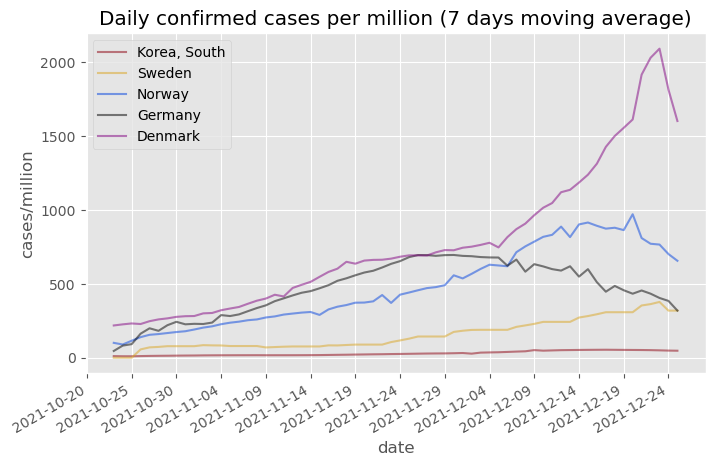 Daily confirmed cases per million (7 days moving average)
Korea, South
Sweden
Norway
Germany
Denmark
cases/million
2000
1500
1000
500
0
2021-10-20
2021-10-25
2021-10-30
2021-11-04
2021-11-09
2021-11-14
2021-11-19
2021-11-24
2021-11-29
2021-12-04
2021-12-09
2021-12-14
2021-12-19
2021-12-24
date